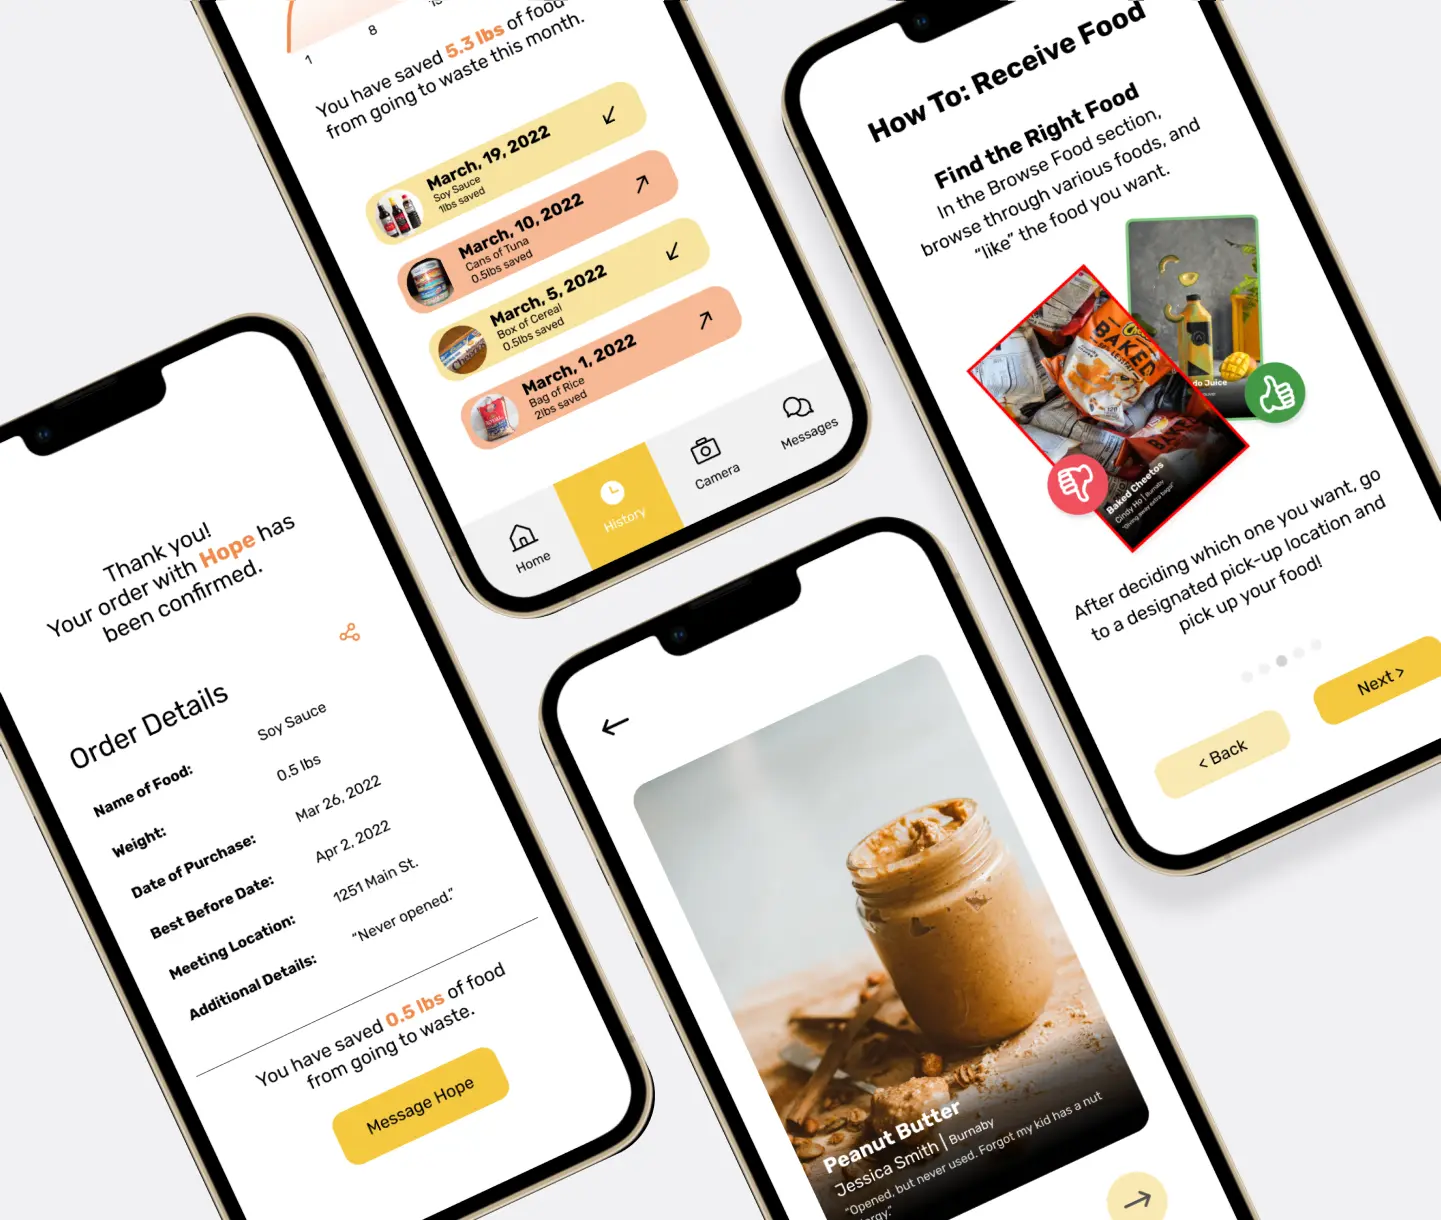 8
1
You have saved 5.3 lbs of food
from going to waste this month.
March, 19, 2022
Soy Sauce
1lbs saved
March, 10, 2022
Cans of Tuna
0.5lbs saved
March, 5, 2022
Box of Cereal
0.5lbs saved
March, 1, 2022
Bag of Rice
2lbs saved
Home
History
Camera
Messages
How To: Receive Food
Find the Right Food
In the Browse Food section,
browse through various foods, and
“like” the food you want.
Juice
BAKED
Baked Cheetos
Cindy Ho | Burnaby
"Giving away extra bags!"
After deciding which one you want, go
to a designated pick-up location and
pick up your food!
Next >
< Back
Thank you!
Your order with Hope has
been confirmed.
Order Details
Name of Food: Soy Sauce
Weight: 0.5 lbs
Date of Purchase: Mar 26, 2022
Best Before Date: Apr 2, 2022
Meeting Location: 1251 Main St.
Additional Details: “Never opened.”
You have saved 0.5 lbs of food
from going to waste.
Message Hope
Peanut Butter
Jessica Smith | Burnaby
"Opened, but never used. Forgot my kid has a nut